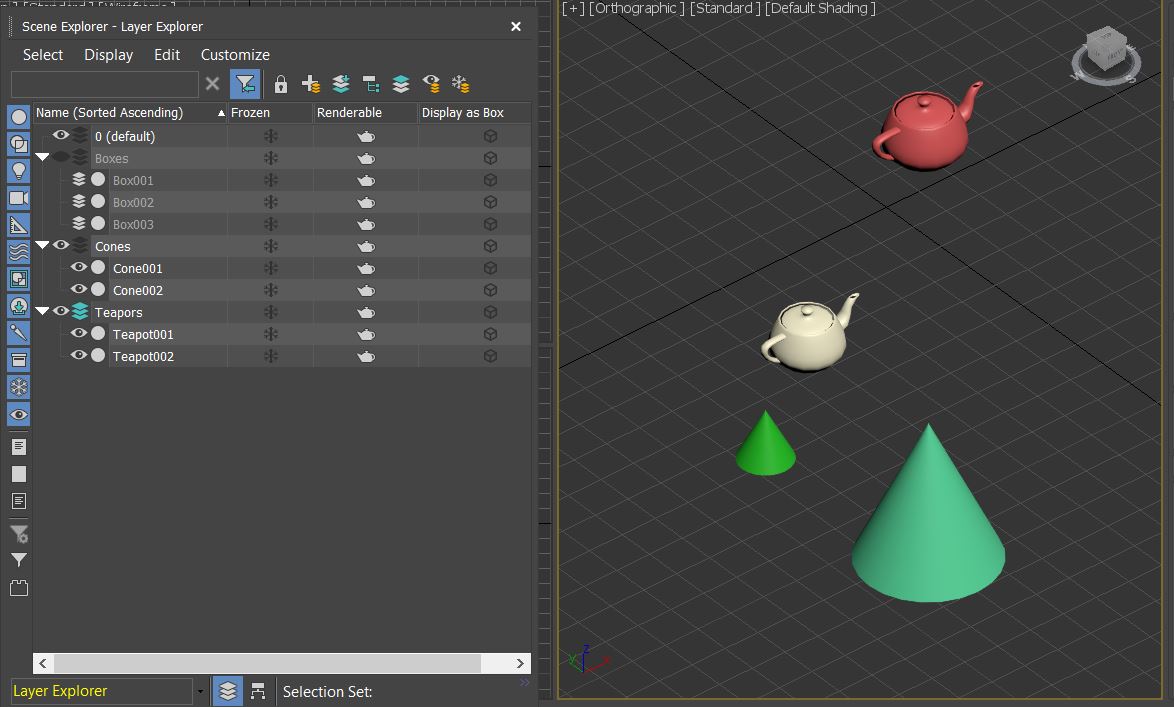 Scene Explorer - Layer Explorer
Select Display Edit Customize
Name (Sorted Ascending) Frozen Renderable Display as Box
0 (default)
Boxes
Box001
Box002
Box003
Cones
Cone001
Cone002
Teapors
Teapot001
Teapot002
Layer Explorer
Selection Set:
[+] [Orthographic ] [Standard ] [Default Shading ]
z
x
y